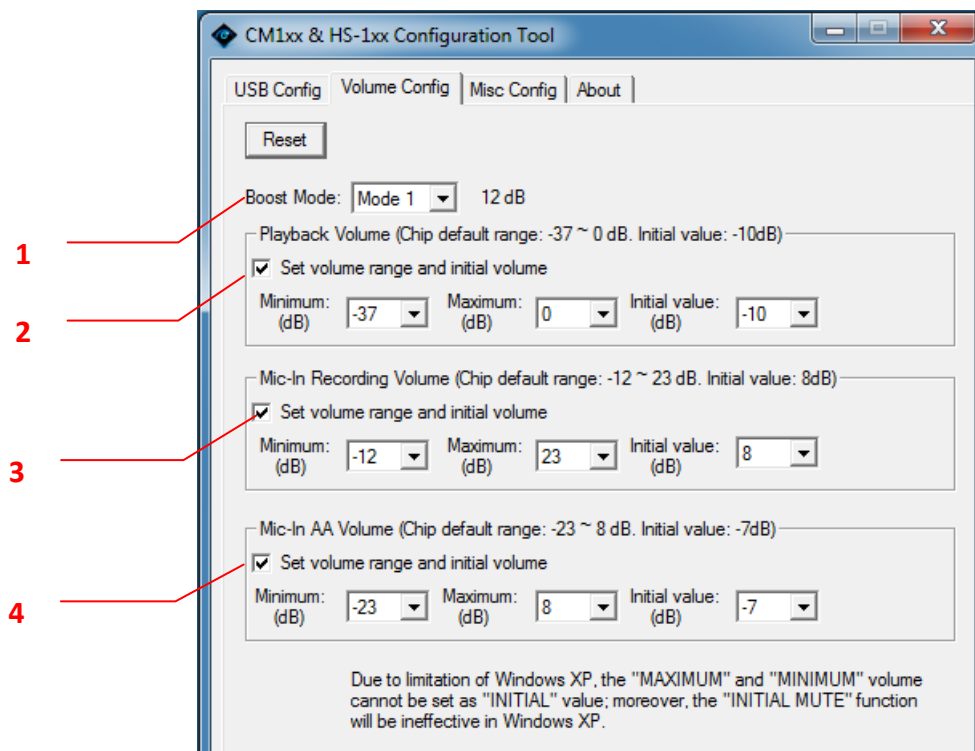 CM1xx & HS-1xx Configuration Tool
USB Config Volume Config Misc Config About
Reset
1
Boost Mode: Mode 1 12 dB
2
Playback Volume (Chip default range: -37 ~ 0 dB. Initial value: -10dB)
Set volume range and initial volume
Minimum: (dB) -37 Maximum: (dB) 0 Initial value: (dB) -10
3
Mic-In Recording Volume (Chip default range: -12 ~ 23 dB. Initial value: 8dB)
Set volume range and initial volume
Minimum: (dB) -12 Maximum: (dB) 23 Initial value: (dB) 8
4
Mic-In AA Volume (Chip default range: -23 ~ 8 dB. Initial value: -7dB)
Set volume range and initial volume
Minimum: (dB) -23 Maximum: (dB) 8 Initial value: (dB) -7
Due to limitation of Windows XP, the "MAXIMUM" and "MINIMUM" volume
cannot be set as "INITIAL" value; moreover, the "INITIAL MUTE" function
will be ineffective in Windows XP.